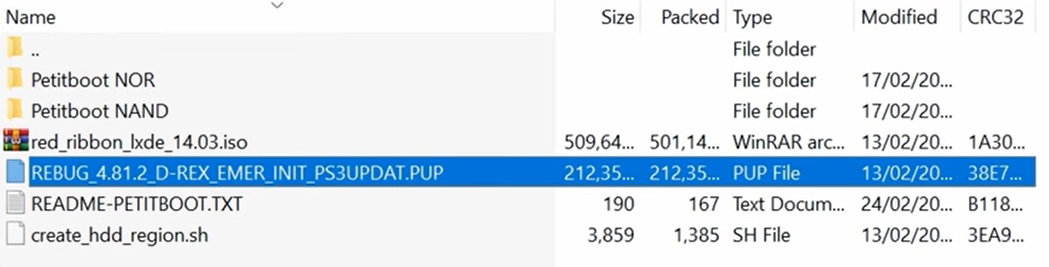 Name Size Packed Type Modified CRC32
.. File folder
Petitboot NOR File folder 17/02/20...
Petitboot NAND File folder 17/02/20...
red_ribbon_lxde_14.03.iso 509,64... 501,14... WinRAR arc... 13/02/20... 1A30...
REBUG_4.81.2_D-REX_EMER_INIT_PS3UPDAT.PUP 212,35... 212,35... PUP File 13/02/20... 38E7...
README-PETITBOOT.TXT 190 167 Text Docum... 24/02/20... B118...
create_hdd_region.sh 3,859 1,385 SH File 13/02/20... 3EA9...